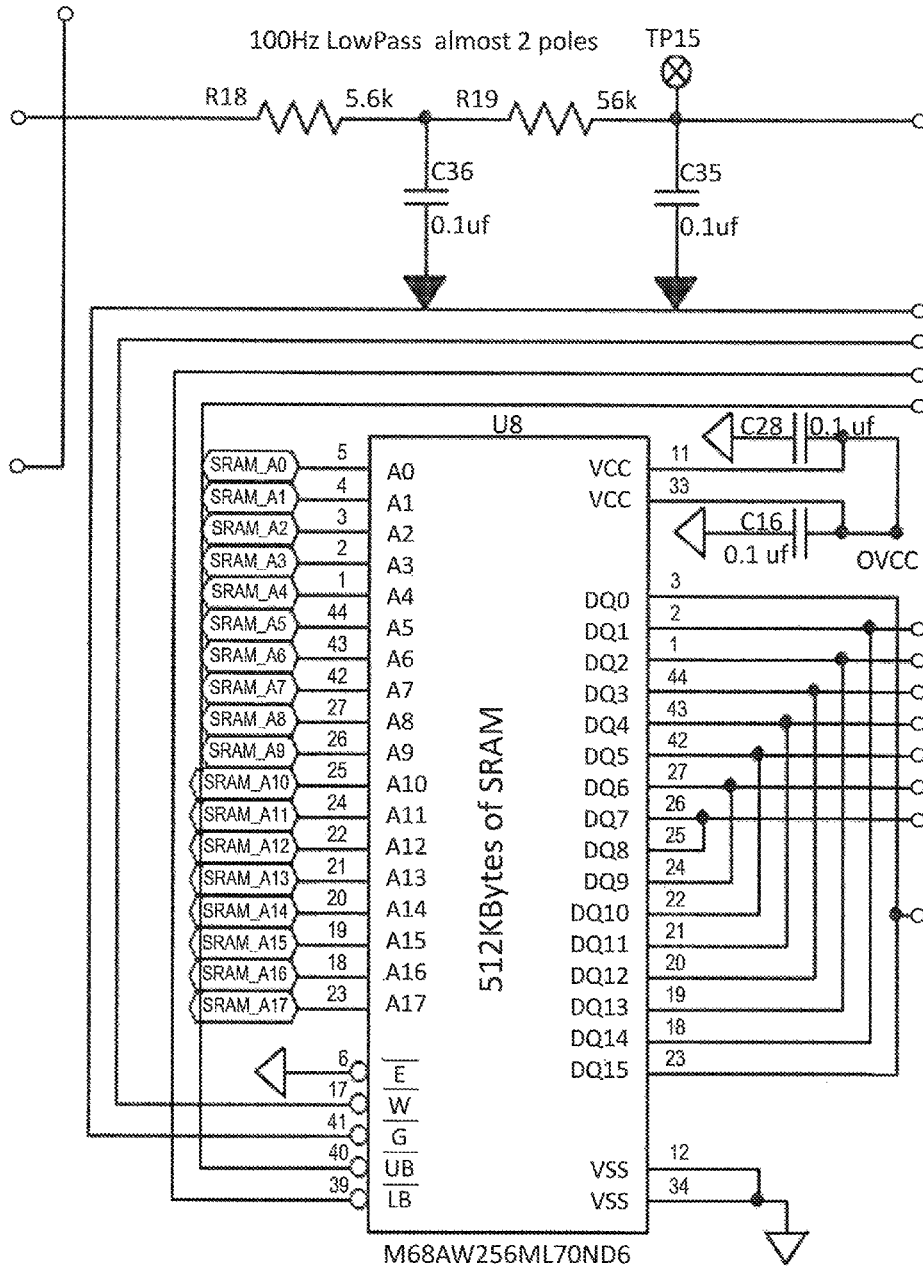 100Hz LowPass almost 2 poles
TP15
R18 5.6k R19 56k
C36 C35
0.1uf 0.1uf
U8
C28 0.1 uf
SRAM_A0 5 A0 VCC 11
SRAM_A1 4 A1 VCC 33
SRAM_A2 3 A2 C16
SRAM_A3 2 A3 0.1 uf OVCC
SRAM_A4 1 A4 DQ0 3
SRAM_A5 44 A5 DQ1 2
SRAM_A6 43 A6 DQ2 1
SRAM_A7 42 A7 DQ3 44
SRAM_A8 27 A8 DQ4 43
SRAM_A9 26 A9 DQ5 42
SRAM_A10 25 A10 DQ6 27
SRAM_A11 24 A11 DQ7 26
SRAM_A12 22 A12 DQ8 25
SRAM_A13 21 A13 DQ9 24
SRAM_A14 20 A14 DQ10 22
SRAM_A15 19 A15 DQ11 21
SRAM_A16 18 A16 DQ12 20
SRAM_A17 23 A17 DQ13 19
DQ14 18
6 E DQ15 23
17 W
41 G
40 UB VSS 12
39 LB VSS 34
512KBytes of SRAM
M68AW256ML70ND6